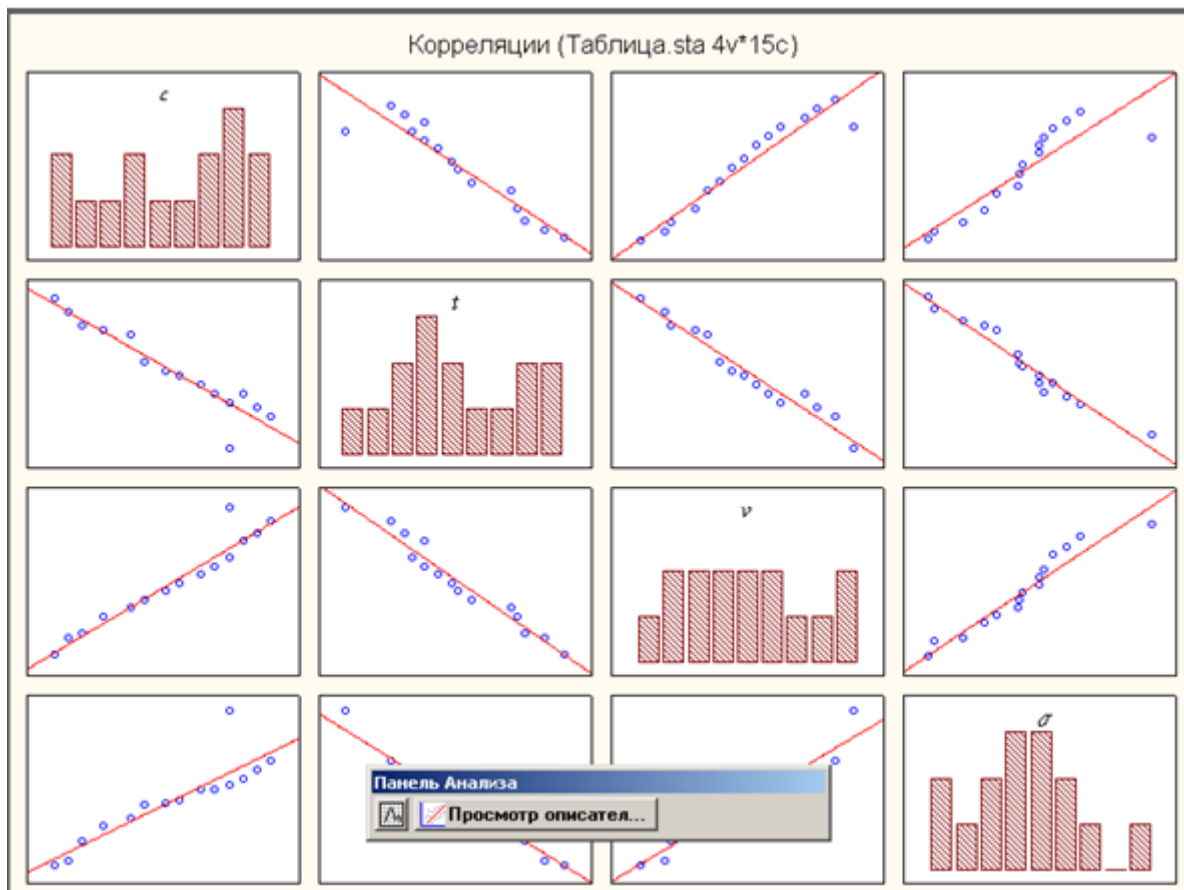 Корреляции (Таблица.sta 4v*15c)
c
t
v
σ
Панель Анализа
Просмотр описател...